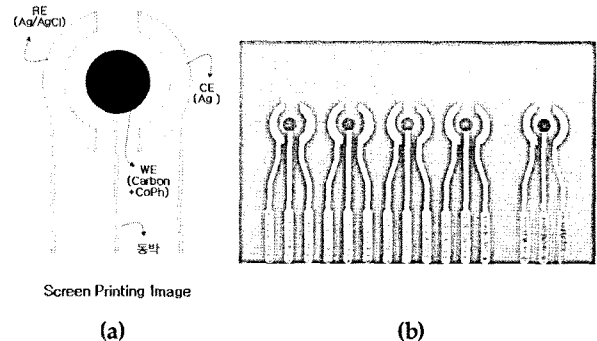 RE
(Ag/AgCl)
CE
(Ag)
WE
(Carbon
+CoPh)
동박
Screen Printing Image
(a)
(b)